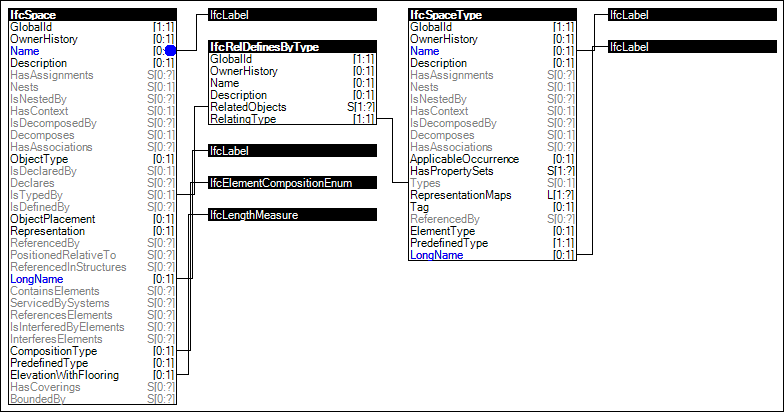 IfcSpace
GlobalId [1:1]
OwnerHistory [0:1]
Name [0:
Description [0:1]
HasAssignments S[0:?]
Nests S[0:1]
IsNestedBy S[0:?]
HasContext S[0:1]
IsDecomposedBy S[0:?]
Decomposes S[0:1]
HasAssociations S[0:?]
ObjectType [0:1]
IsDeclaredBy S[0:1]
Declares S[0:?]
IsTypedBy S[0:1]
IsDefinedBy S[0:?]
ObjectPlacement [0:1]
Representation [0:1]
ReferencedBy S[0:?]
PositionedRelativeTo S[0:?]
ReferencedInStructures S[0:?]
LongName [0:1]
ContainsElements S[0:?]
ServicedBySystems S[0:?]
ReferencesElements S[0:?]
IsInterferedByElements S[0:?]
InterferesElements S[0:?]
CompositionType [0:1]
PredefinedType [0:1]
ElevationWithFlooring [0:1]
HasCoverings S[0:?]
BoundedBy S[0:?]
IfcLabel
IfcRelDefinesByType
GlobalId [1:1]
OwnerHistory [0:1]
Name [0:1]
Description [0:1]
RelatedObjects S[1:?]
RelatingType [1:1]
IfcLabel
IfcElementCompositionEnum
IfcLengthMeasure
IfcSpaceType
GlobalId [1:1]
OwnerHistory [0:1]
Name [0:1]
Description [0:1]
HasAssignments S[0:?]
Nests S[0:1]
IsNestedBy S[0:?]
HasContext S[0:1]
IsDecomposedBy S[0:?]
Decomposes S[0:1]
HasAssociations S[0:?]
ApplicableOccurrence [0:1]
HasPropertySets S[1:?]
Types S[0:1]
RepresentationMaps L[1:?]
Tag [0:1]
ReferencedBy S[0:?]
ElementType [0:1]
PredefinedType [1:1]
LongName [0:1]
IfcLabel
IfcLabel